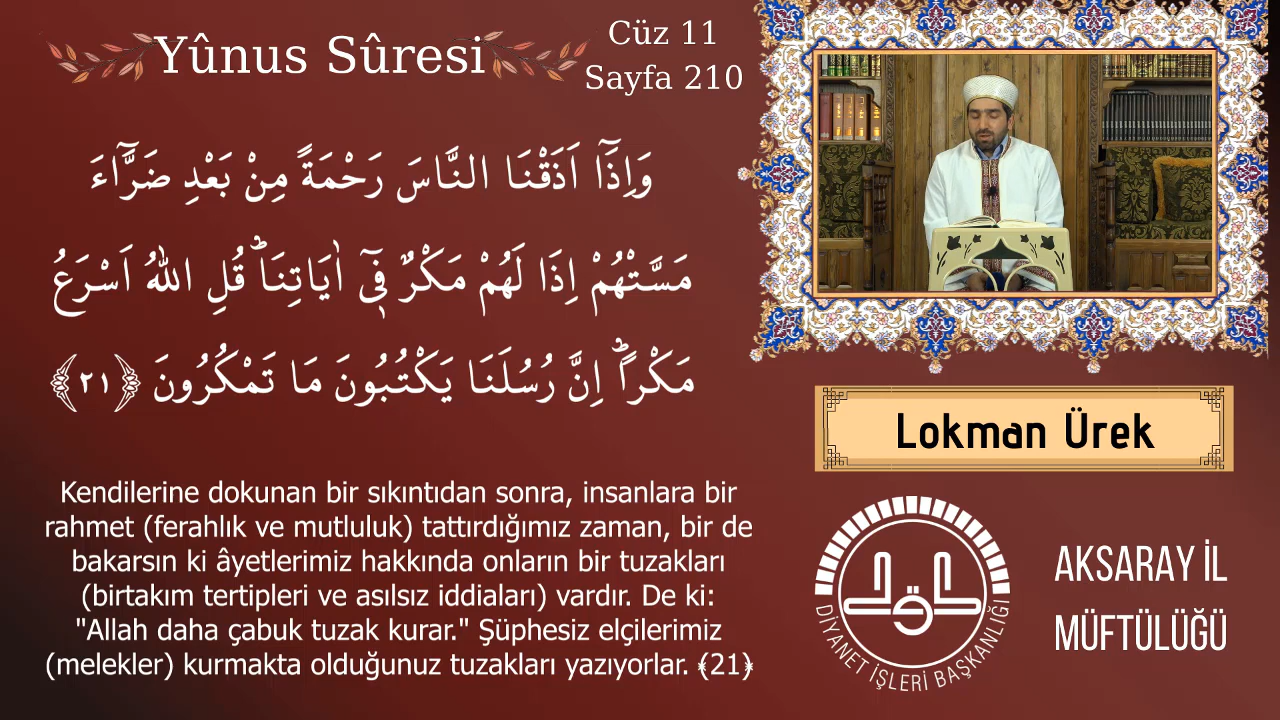 Yûnus Sûresi
Cüz 11
Sayfa 210
وَاِذَٓا اَذَقْنَا النَّاسَ رَحْمَةً مِنْ بَعْدِ ضَرَّٓاءَ
مَسَّتْهُمْ اِذَا لَهُمْ مَكْرٌ ف۪ٓي اٰيَاتِنَاۜ قُلِ اللّٰهُ اَسْرَعُ
مَكْرًاۜ اِنَّ رُسُلَنَا يَكْتُبُونَ مَا تَمْكُرُونَ ﴿٢١﴾
Kendilerine dokunan bir sıkıntıdan sonra, insanlara bir
rahmet (ferahlık ve mutluluk) tattırdığımız zaman, bir de
bakarsın ki âyetlerimiz hakkında onların bir tuzakları
(birtakım tertipleri ve asılsız iddiaları) vardır. De ki:
"Allah daha çabuk tuzak kurar." Şüphesiz elçilerimiz
(melekler) kurmakta olduğunuz tuzakları yazıyorlar. ﴾21﴿
Lokman Ürek
DİYANET İŞLERİ BAŞKANLIĞI
AKSARAY İL
MÜFTÜLÜĞÜ